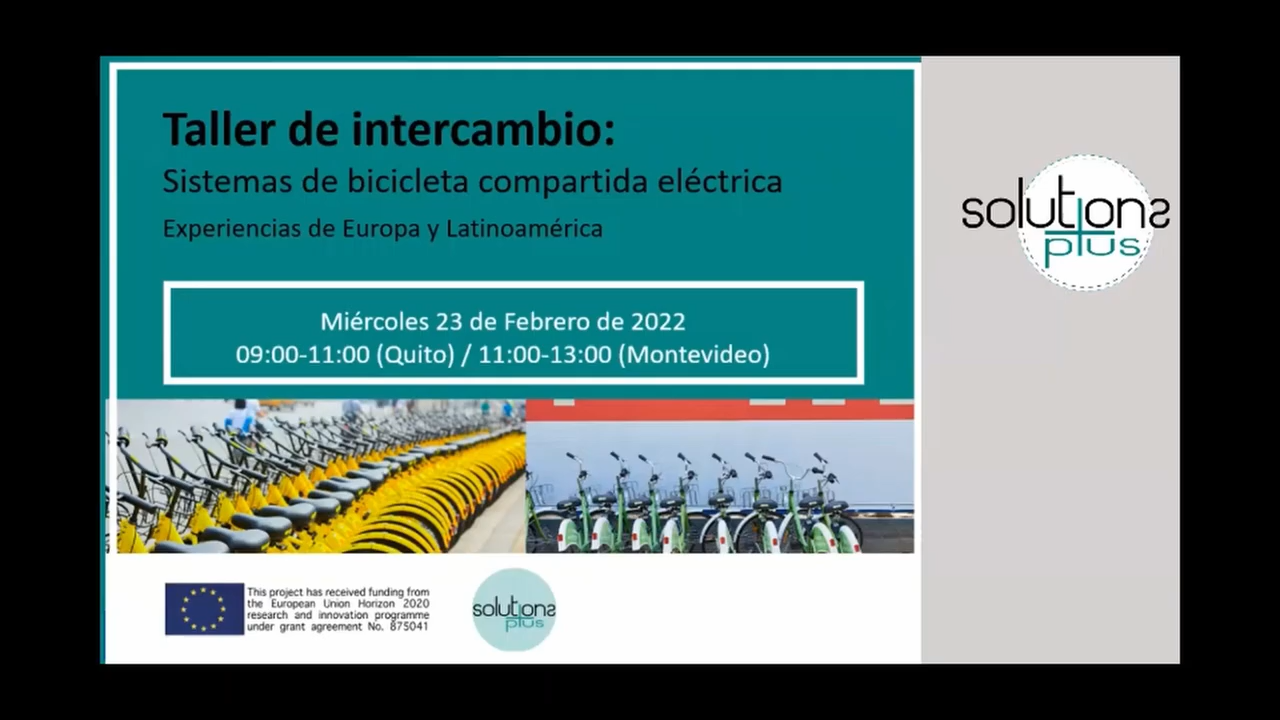 Taller de intercambio:
Sistemas de bicicleta compartida eléctrica
Experiencias de Europa y Latinoamérica
Miércoles 23 de Febrero de 2022
09:00-11:00 (Quito) / 11:00-13:00 (Montevideo)
solutions
plus
This project has received funding from
the European Union Horizon 2020
research and innovation programme
under grant agreement No. 875041
solutions
plus